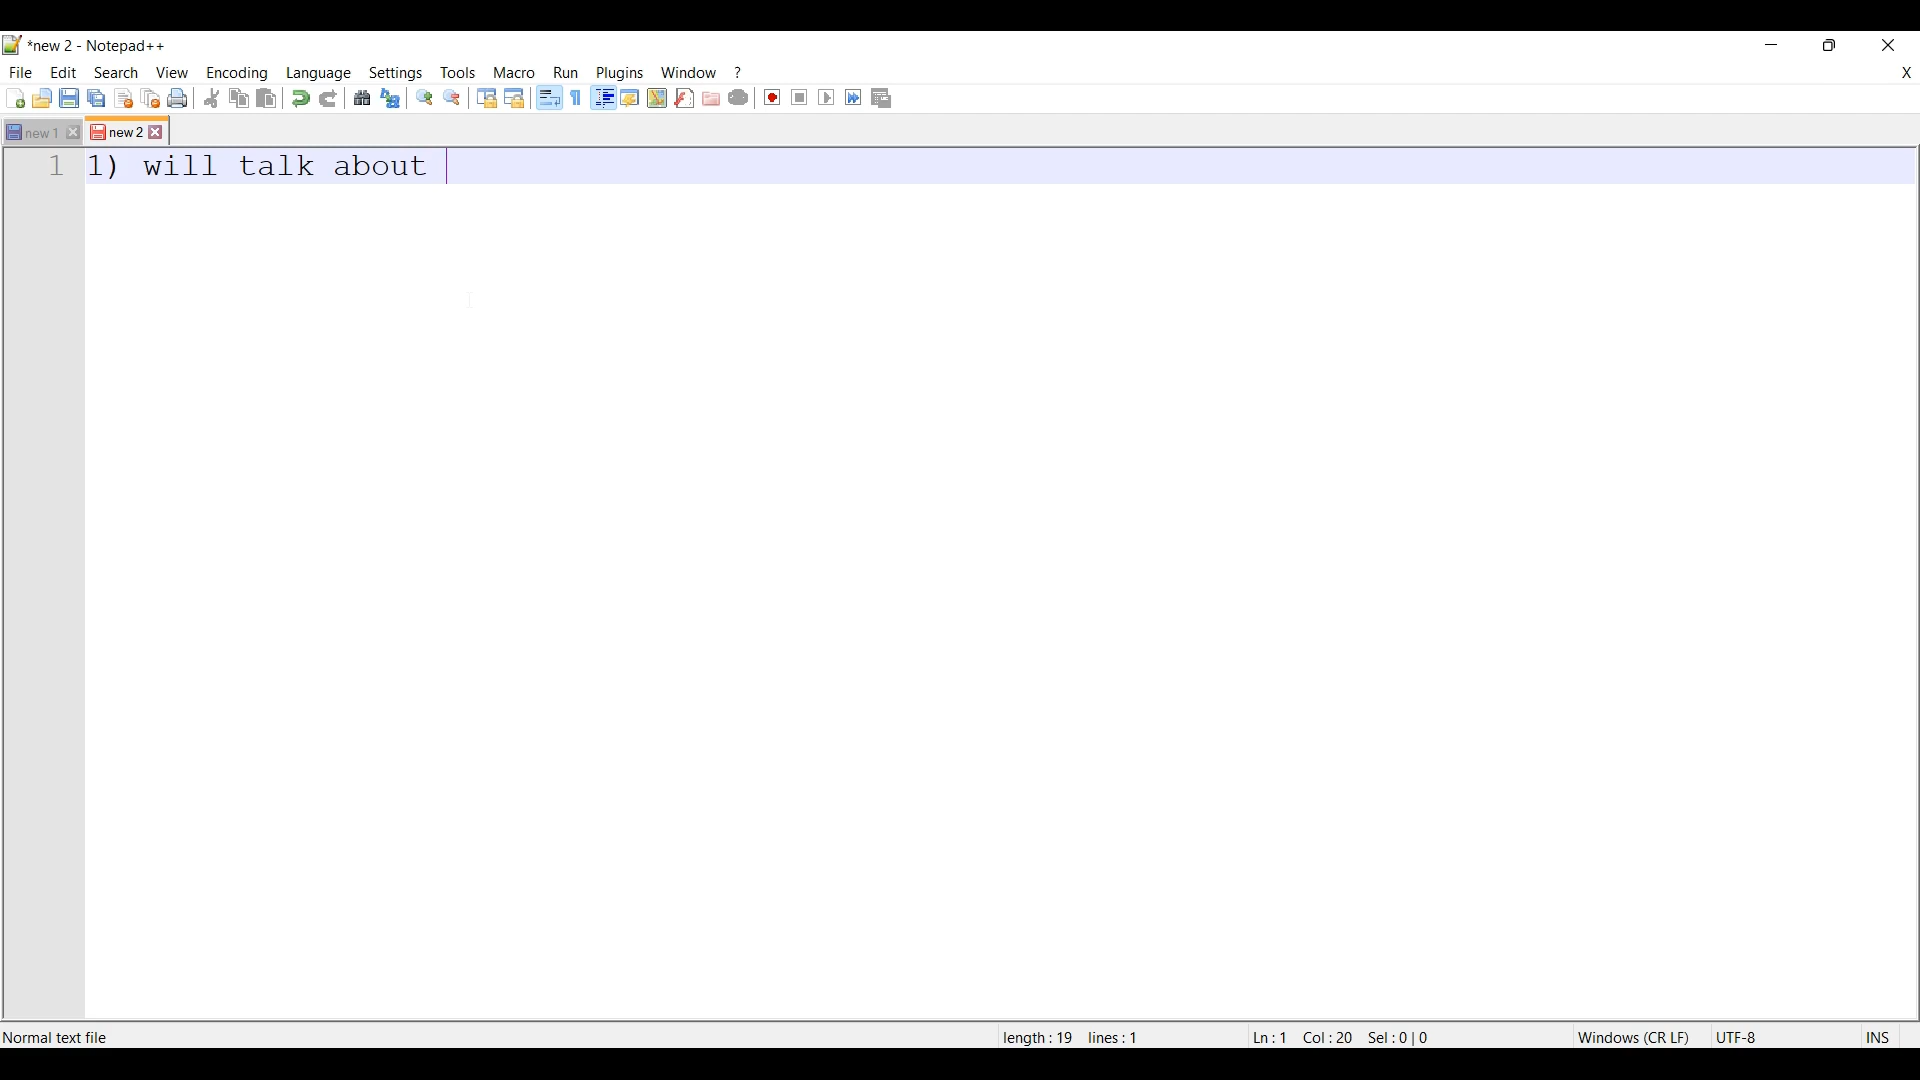 *new 2 - Notepad++
File Edit Search View Encoding Language Settings Tools Macro Run Plugins Window ? X
new 1 new 2
1 1) will talk about
Normal text file length : 19 lines : 1 Ln : 1 Col : 20 Sel : 0 | 0 Windows (CR LF) UTF-8 INS